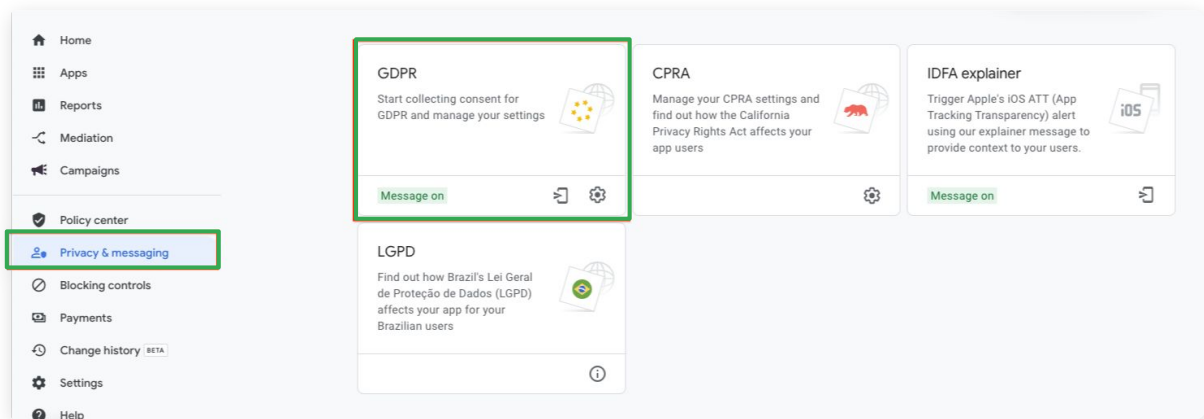 Home
Apps
Reports
Mediation
Campaigns
Policy center
Privacy & messaging
Blocking controls
Payments
Change history BETA
Settings
Help
GDPR
Start collecting consent for
GDPR and manage your settings
Message on
CPRA
Manage your CPRA settings and
find out how the California
Privacy Rights Act affects your
app users
IDFA explainer
Trigger Apple's iOS ATT (App
Tracking Transparency) alert
using our explainer message to
provide context to your users.
iOS
Message on
LGPD
Find out how Brazil's Lei Geral
de Proteção de Dados (LGPD)
affects your app for your
Brazilian users